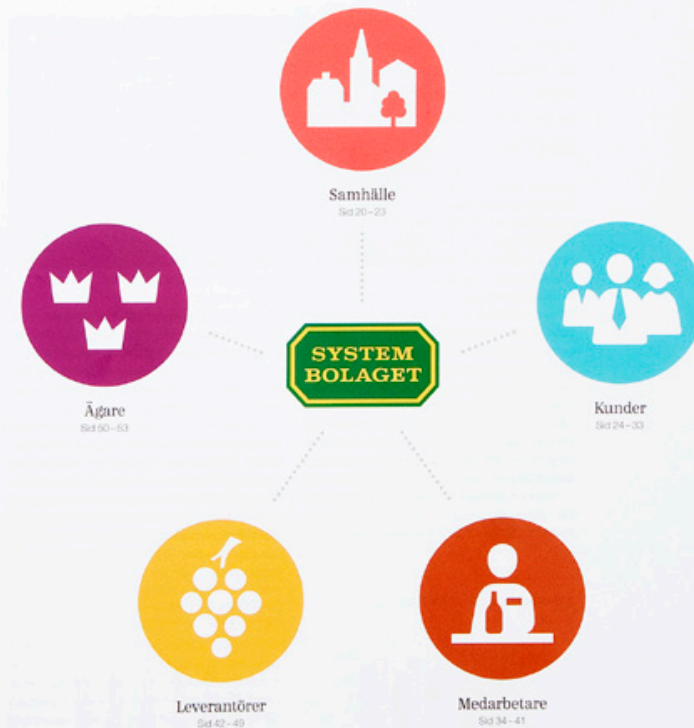 Samhälle
Sid 20–23
Ägare
Sid 50–53
SYSTEM
BOLAGET
Kunder
Sid 24–33
Leverantörer
Sid 42–49
Medarbetare
Sid 34–41